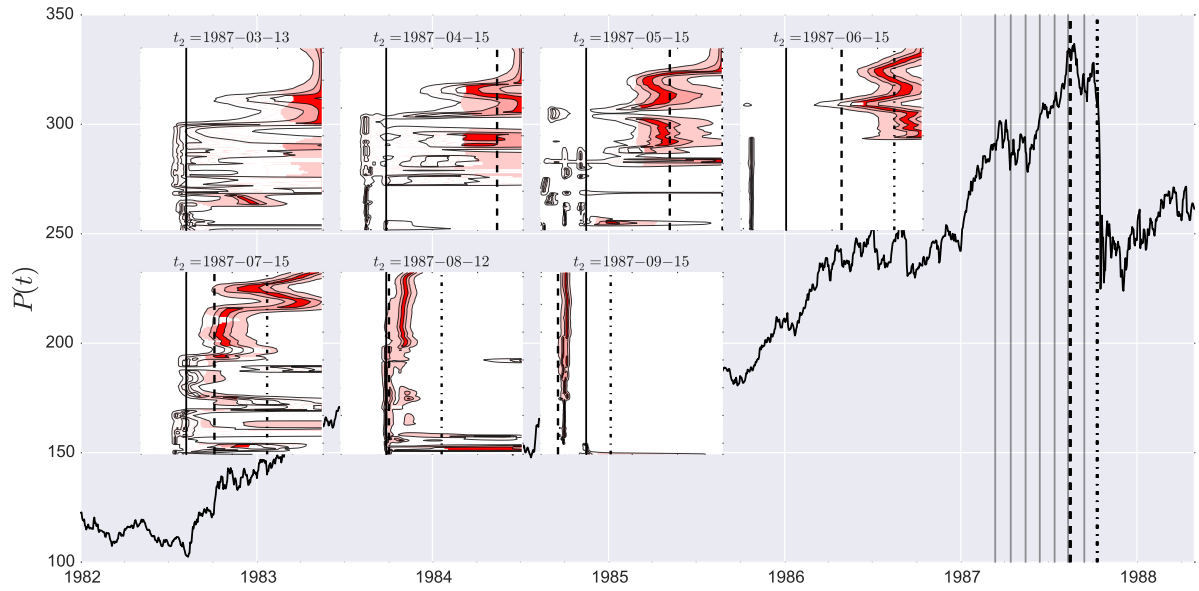 350
300
250
200
150
100
P(t)
t₂ =1987−03−13
t₂ =1987−04−15
t₂ =1987−05−15
t₂ =1987−06−15
t₂ =1987−07−15
t₂ =1987−08−12
t₂ =1987−09−15
1982
1983
1984
1985
1986
1987
1988